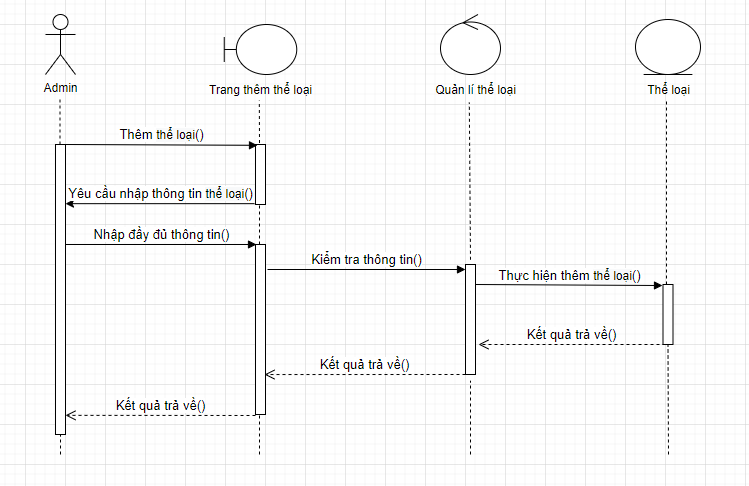 Admin
Trang thêm thể loại
Quản lí thể loại
Thể loại
Thêm thể loại()
Yêu cầu nhập thông tin thể loại()
Nhập đầy đủ thông tin()
Kiểm tra thông tin()
Thực hiện thêm thể loại()
Kết quả trả về()
Kết quả trả về()
Kết quả trả về()